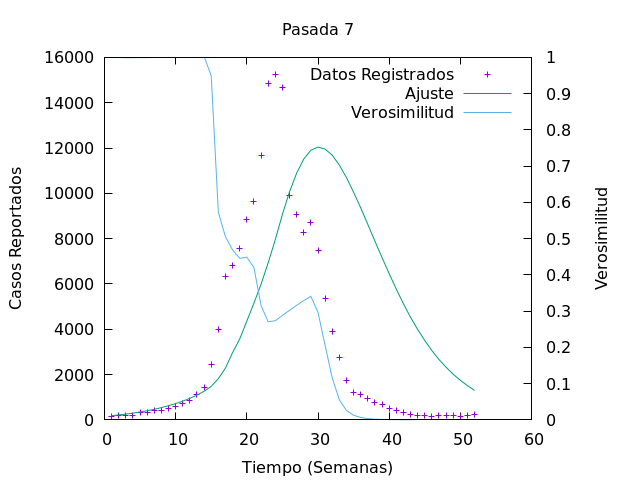 Pasada 7
16000
14000
12000
10000
8000
6000
4000
2000
0
Casos Reportados
Datos Registrados
Ajuste
Verosimilitud
1
0.9
0.8
0.7
0.6
0.5
0.4
0.3
0.2
0.1
0
Verosimilitud
0 10 20 30 40 50 60
Tiempo (Semanas)